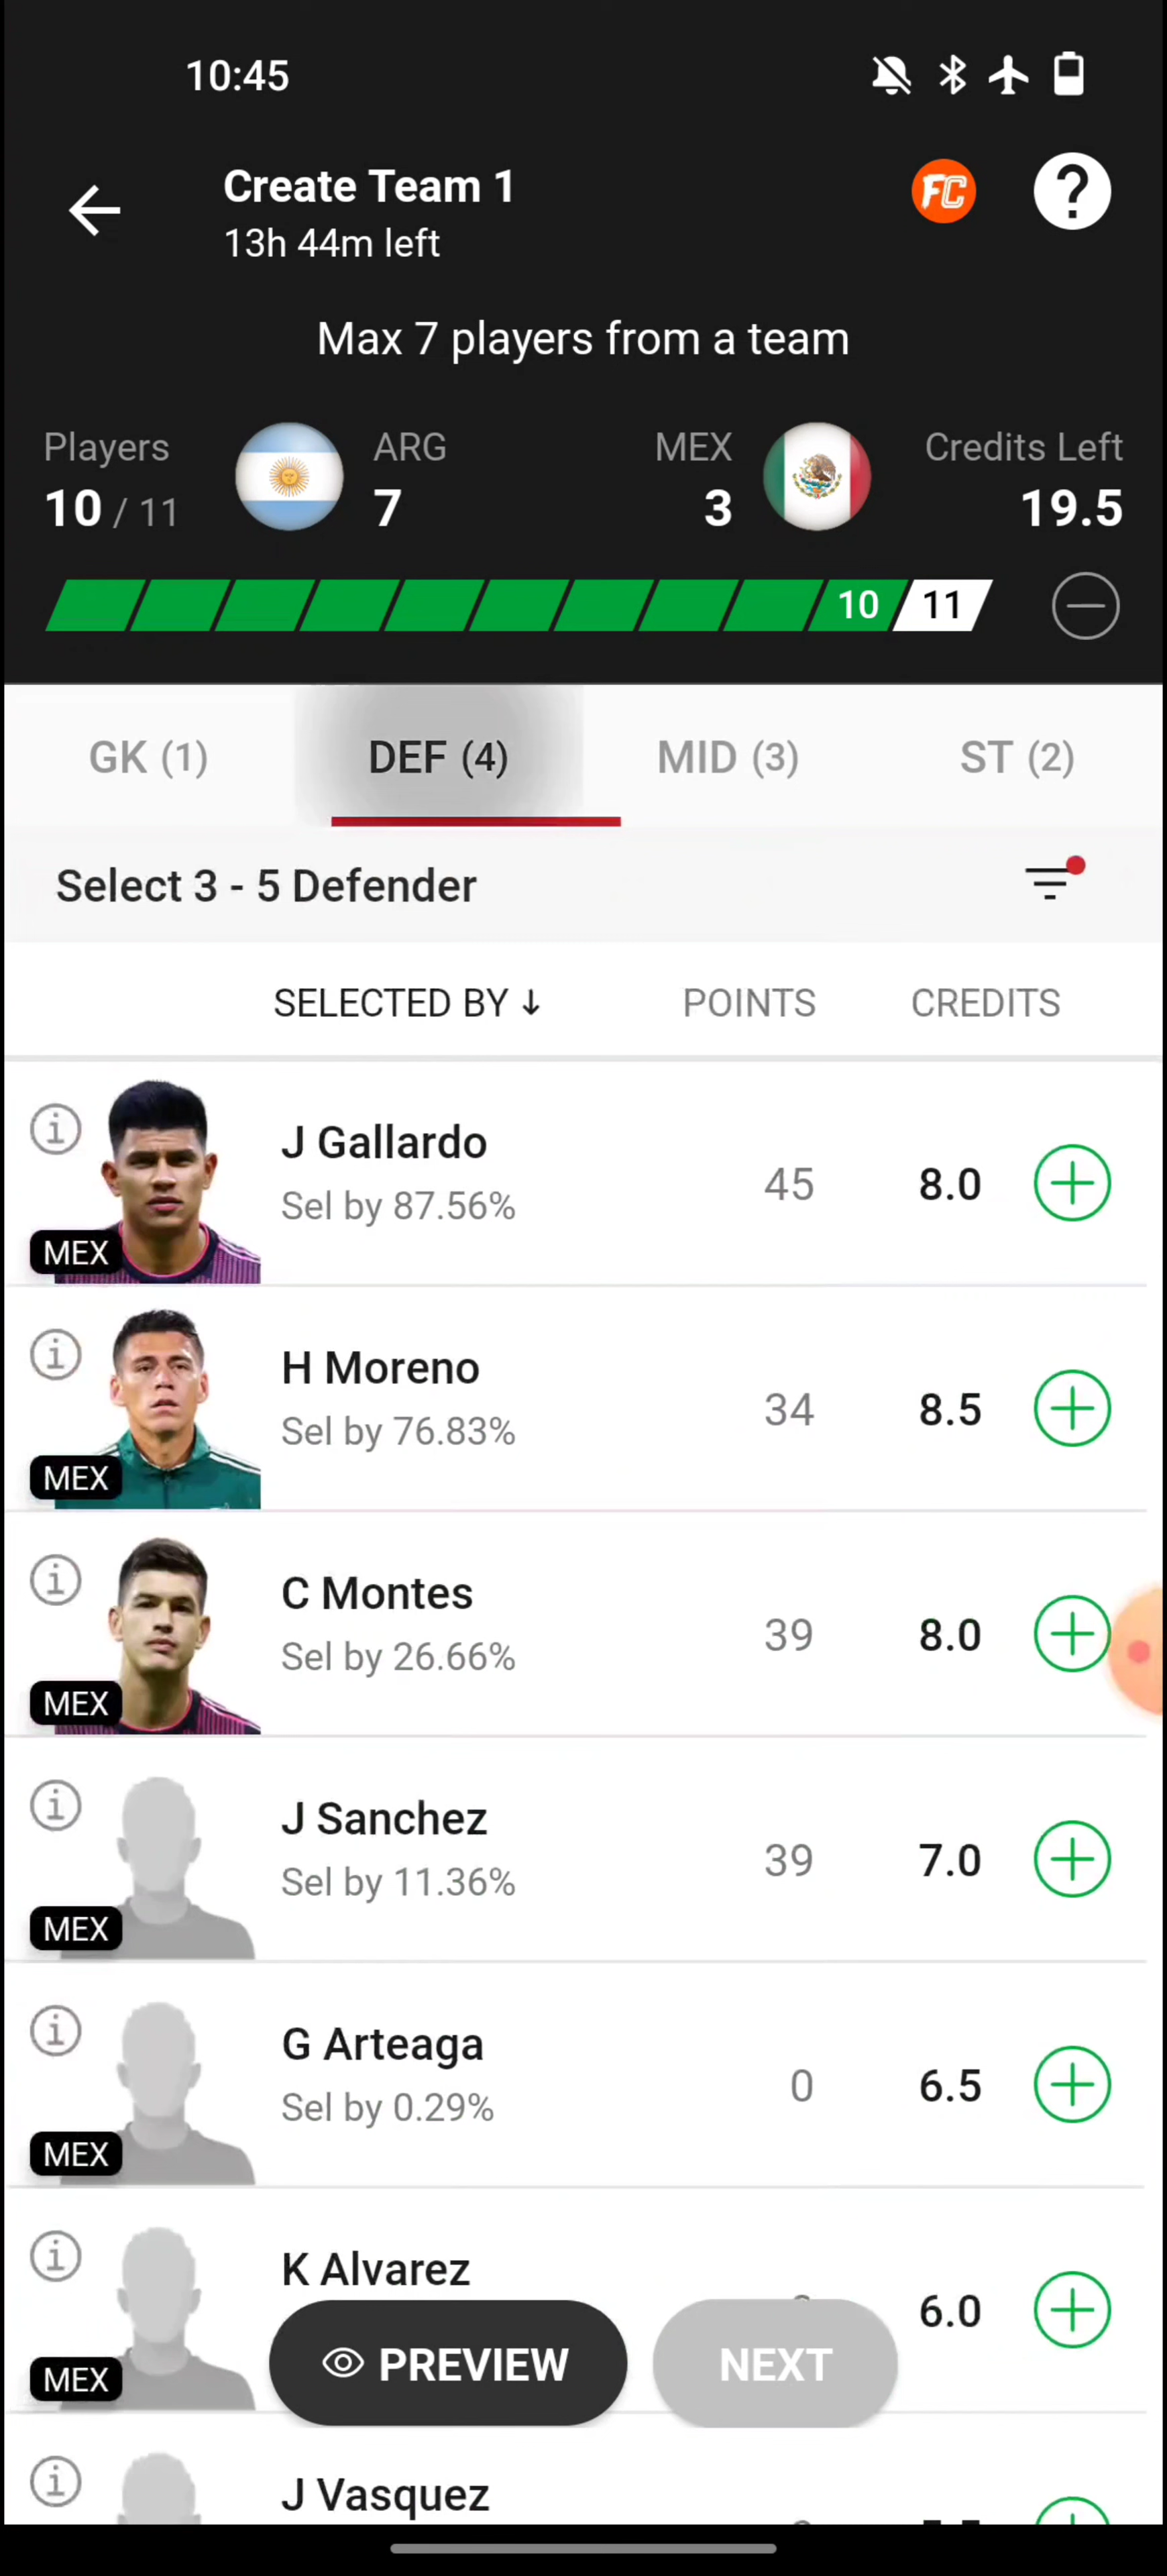 10:45
Create Team 1
13h 44m left
FC
?
Max 7 players from a team
Players
ARG
MEX
Credits Left
10 / 11
7
3
19.5
10
11
GK (1)
DEF (4)
MID (3)
ST (2)
Select 3 - 5 Defender
SELECTED BY ↓
POINTS
CREDITS
J Gallardo
Sel by 87.56%
45
8.0
MEX
H Moreno
Sel by 76.83%
34
8.5
MEX
C Montes
Sel by 26.66%
39
8.0
MEX
J Sanchez
Sel by 11.36%
39
7.0
MEX
G Arteaga
Sel by 0.29%
0
6.5
MEX
K Alvarez
6.0
MEX
PREVIEW
NEXT
J Vasquez